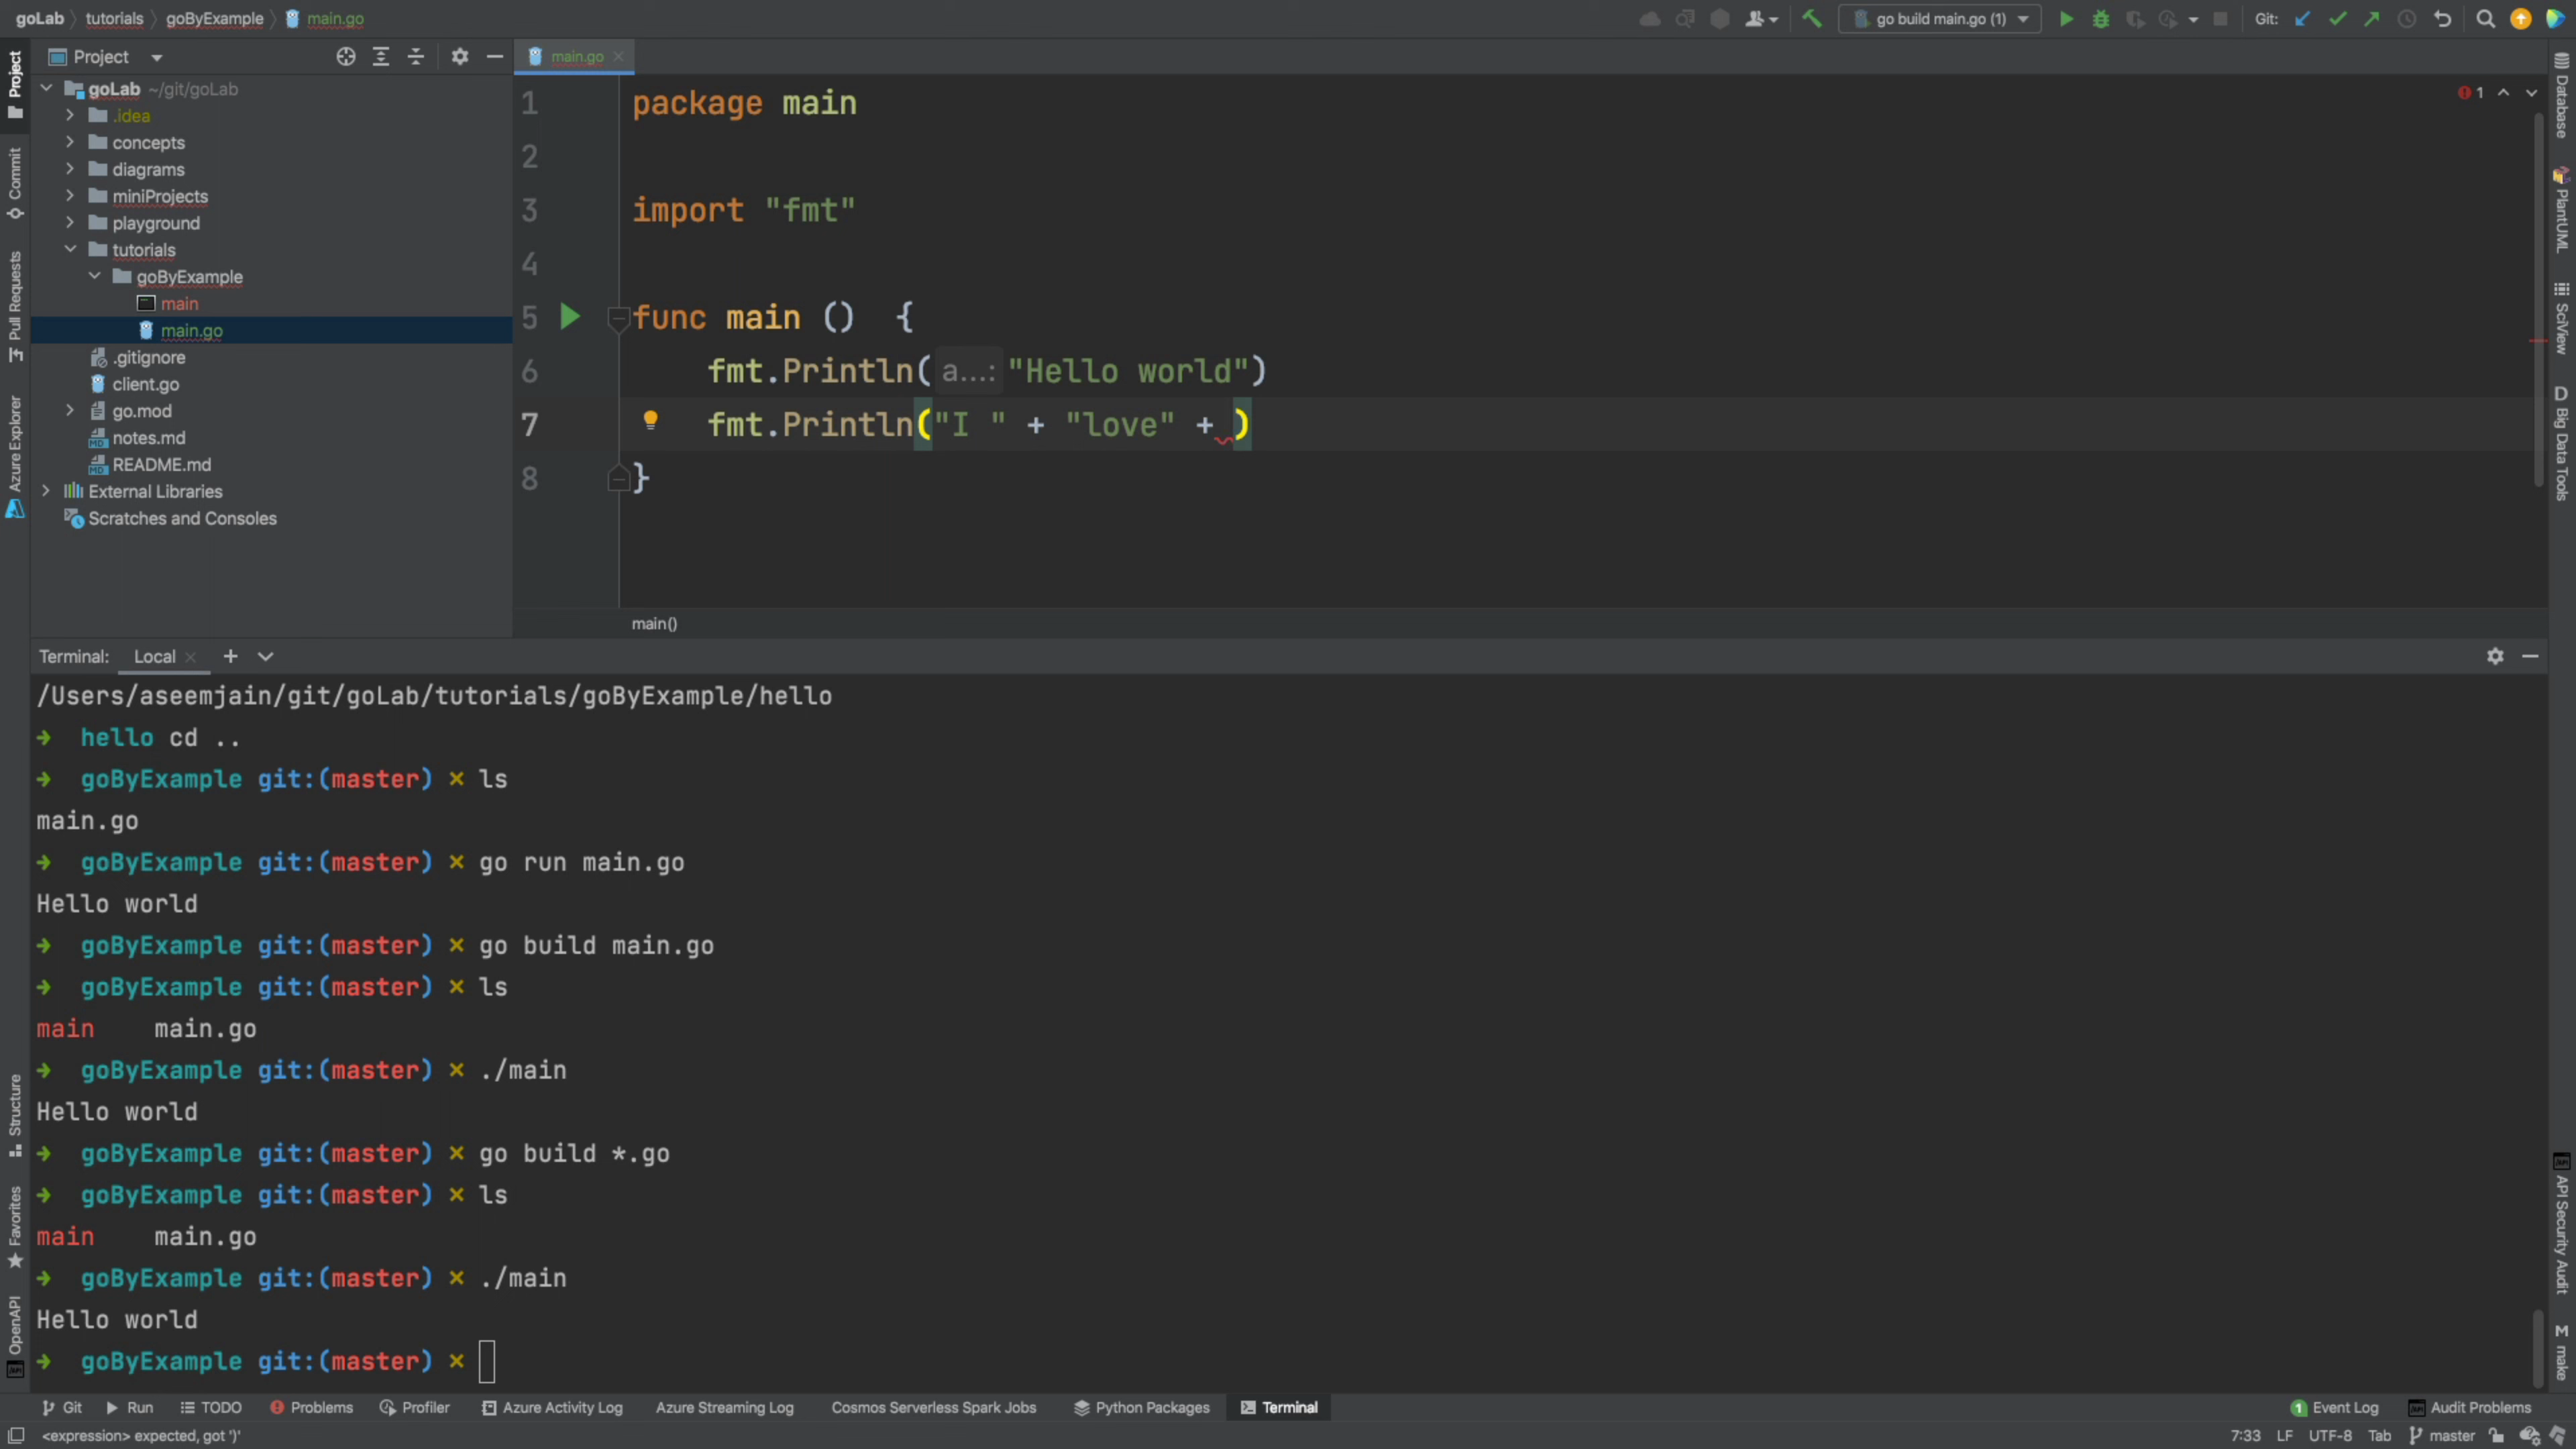 goLab tutorials goByExample main.go
go build main.go (1) Git:
Project
main.go
goLab ~/git/goLab
.idea
concepts
diagrams
miniProjects
playground
tutorials
goByExample
main
main.go
.gitignore
client.go
go.mod
notes.md
README.md
External Libraries
Scratches and Consoles
Project
Commit
Pull Requests
Azure Explorer
Structure
Favorites
OpenAPI
1 package main
2
3 import "fmt"
4
5 func main () {
6 fmt.Println( a...: "Hello world")
7 fmt.Println("I " + "love" + )
8 }
1
main()
Database
PlantUML
SciView
D Big Data Tools
API Security Audit
M make
Terminal: Local
/Users/aseemjain/git/goLab/tutorials/goByExample/hello
➜ hello cd ..
➜ goByExample git:(master) ✗ ls
main.go
➜ goByExample git:(master) ✗ go run main.go
Hello world
➜ goByExample git:(master) ✗ go build main.go
➜ goByExample git:(master) ✗ ls
main main.go
➜ goByExample git:(master) ✗ ./main
Hello world
➜ goByExample git:(master) ✗ go build *.go
➜ goByExample git:(master) ✗ ls
main main.go
➜ goByExample git:(master) ✗ ./main
Hello world
➜ goByExample git:(master) ✗
Git Run TODO Problems Profiler Azure Activity Log Azure Streaming Log Cosmos Serverless Spark Jobs Python Packages Terminal 1 Event Log Audit Problems
<expression> expected, got ')' 7:33 LF UTF-8 Tab master